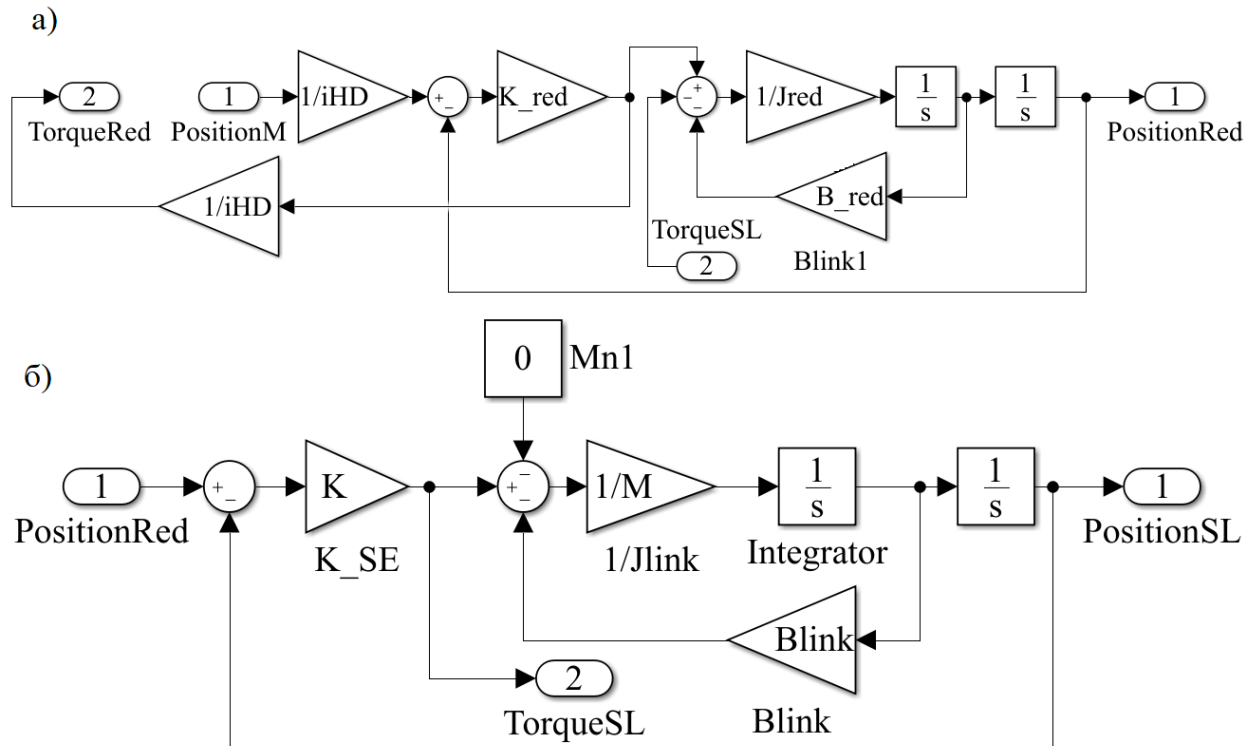 а)
2
TorqueRed
1
PositionM
1/iHD
+
−
K_red
−
+
−
1/Jred
1
s
1
s
1
PositionRed
1/iHD
B_red
Blink1
TorqueSL
2
б)
0
Mn1
1
PositionRed
+
−
K
K_SE
−
+
−
1/M
1/Jlink
1
s
Integrator
1
s
1
PositionSL
Blink
Blink
2
TorqueSL